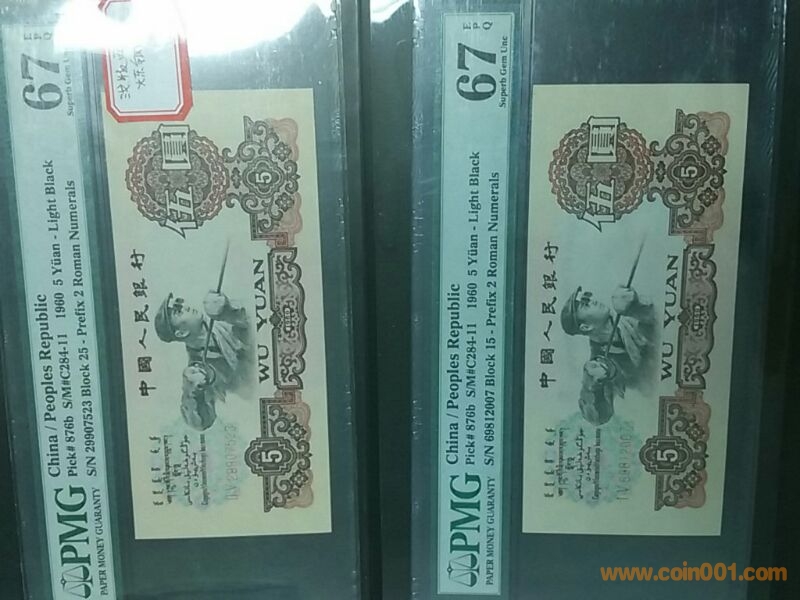 67 EPQ
Superb Gem Unc
China / Peoples Republic
Pick# 876b S/M#C284-11 1960 5 Yüan - Light Black
S/N 29907523 Block 25 - Prefix 2 Roman Numerals
PMG
PAPER MONEY GUARANTY
伍圆
5
中國人民銀行
WU YUAN
5
67 EPQ
Superb Gem Unc
China / Peoples Republic
Pick# 876b S/M#C284-11 1960 5 Yüan - Light Black
S/N 69812007 Block 15 - Prefix 2 Roman Numerals
PMG
PAPER MONEY GUARANTY
伍圆
5
中國人民銀行
WU YUAN
5
www.coin001.com